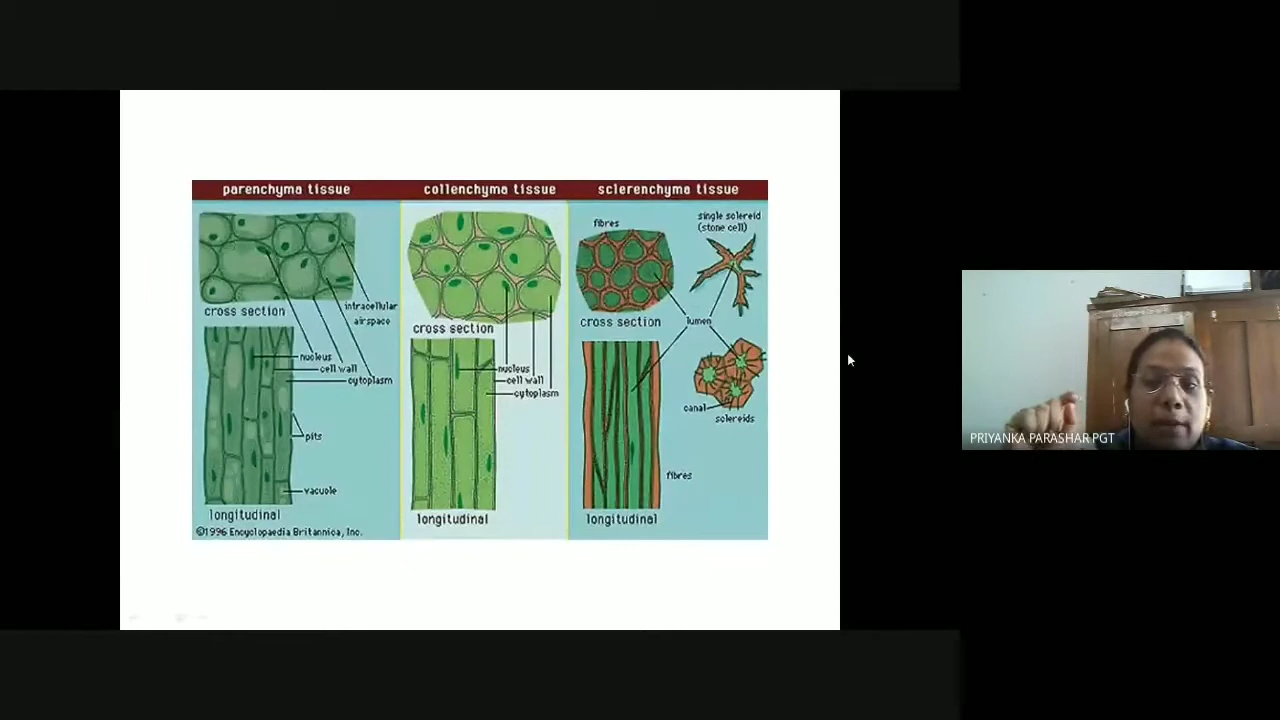 parenchyma tissue
collenchyma tissue
sclerenchyma tissue
cross section
intracellular
airspace
nucleus
cell wall
cytoplasm
pits
vacuole
longitudinal
©1996 Encyclopaedia Britannica, Inc.
cross section
nucleus
cell wall
cytoplasm
longitudinal
fibres
single sclereid
(stone cell)
cross section
lumen
canal
sclereids
fibres
longitudinal
PRIYANKA PARASHAR PGT